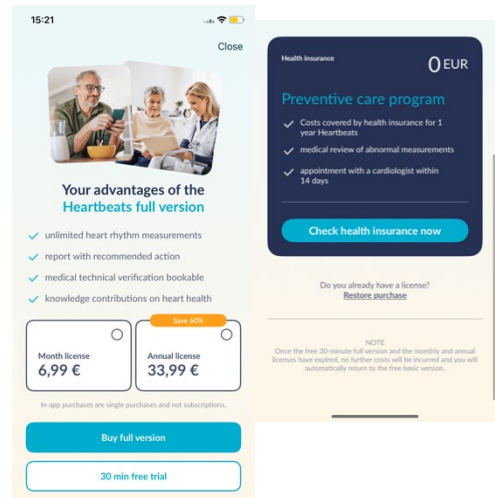 15:21
Close
Your advantages of the
Heartbeats full version
unlimited heart rhythm measurements
report with recommended action
medical technical verification bookable
knowledge contributions on heart health
Save 60%
Month license
6,99 €
Annual license
33,99 €
In-app purchases are single purchases and not subscriptions.
Buy full version
30 min free trial
Health insurance
0 EUR
Preventive care program
Costs covered by health insurance for 1
year Heartbeats
medical review of abnormal measurements
appointment with a cardiologist within
14 days
Check health insurance now
Do you already have a license?
Restore purchase
NOTE
Once the free 30-minute full version and the monthly and annual
licenses have expired, no further costs will be incurred and you will
automatically return to the free basic version.